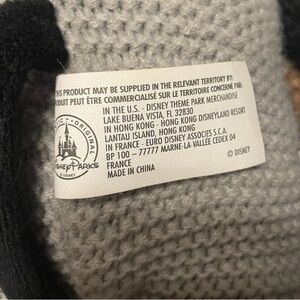 THIS PRODUCT MAY BE SUPPLIED IN THE RELEVANT TERRITORY BY:
PRODUIT PEUT ÊTRE COMMERCIALISÉ SUR LE TERRITOIRE CONCERNÉ PAR:
IN THE U.S. - DISNEY THEME PARK MERCHANDISE
LAKE BUENA VISTA, FL 32830
IN HONG KONG - HONG KONG DISNEYLAND RESORT
LANTAU ISLAND, HONG KONG
IN FRANCE - EURO DISNEY ASSOCIÉS S.C.A.
BP 100 – 77777 MARNE-LA-VALLÉE CEDEX 04
FRANCE
MADE IN CHINA
© DISNEY
ORIGINAL
DISNEY PARKS